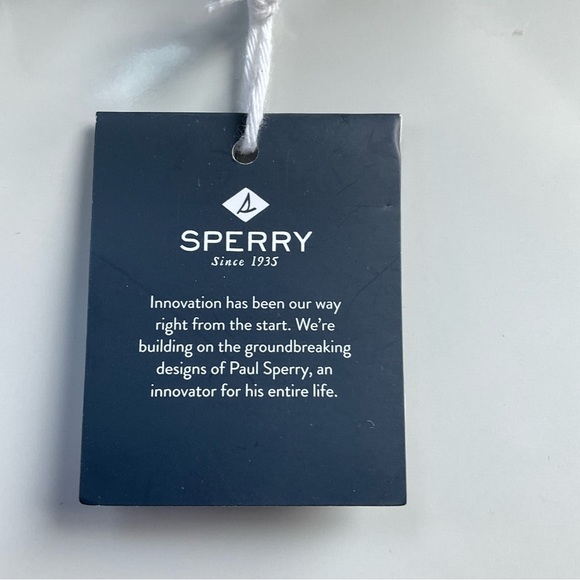 SPERRY
Since 1935
Innovation has been our way
right from the start. We're
building on the groundbreaking
designs of Paul Sperry, an
innovator for his entire life.